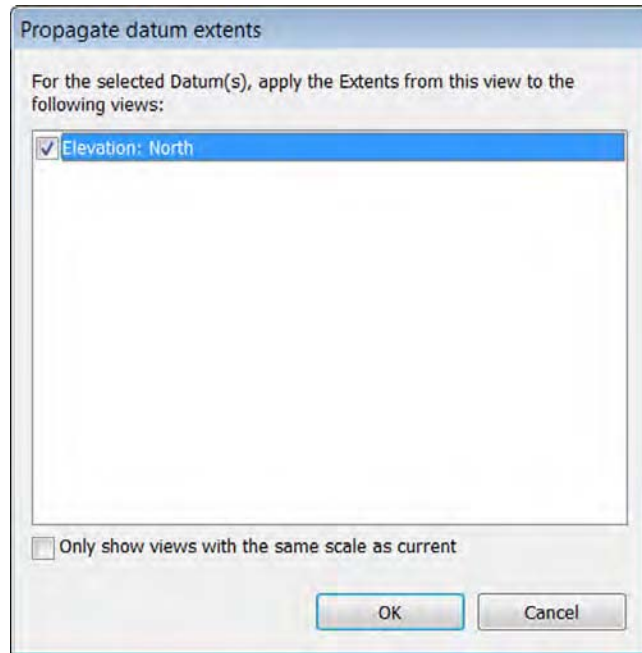 Propagate datum extents
For the selected Datum(s), apply the Extents from this view to the
following views:
Elevation: North
Only show views with the same scale as current
OK
Cancel